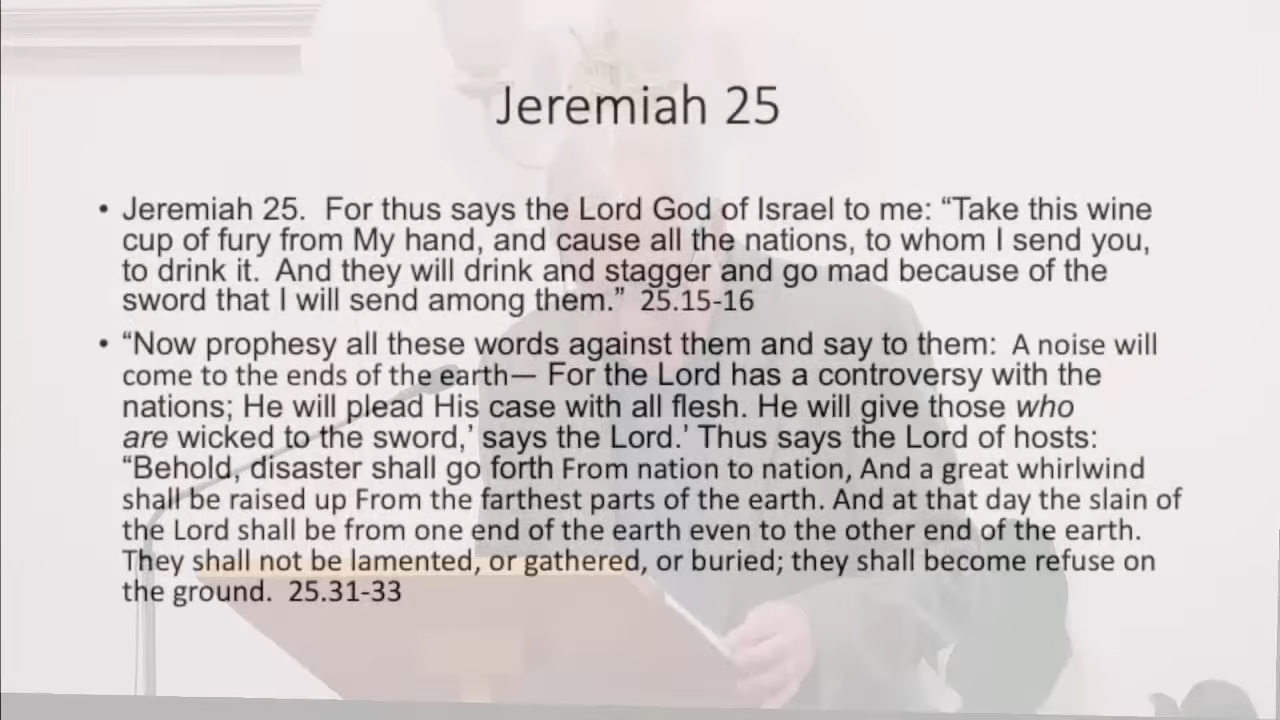 Jeremiah 25
• Jeremiah 25.  For thus says the Lord God of Israel to me: “Take this wine
cup of fury from My hand, and cause all the nations, to whom I send you,
to drink it.  And they will drink and stagger and go mad because of the
sword that I will send among them.”  25.15-16
• “Now prophesy all these words against them and say to them:  A noise will
come to the ends of the earth— For the Lord has a controversy with the
nations; He will plead His case with all flesh. He will give those who
are wicked to the sword,’ says the Lord.’ Thus says the Lord of hosts:
“Behold, disaster shall go forth From nation to nation, And a great whirlwind
shall be raised up From the farthest parts of the earth. And at that day the slain of
the Lord shall be from one end of the earth even to the other end of the earth.
They shall not be lamented, or gathered, or buried; they shall become refuse on
the ground.  25.31-33